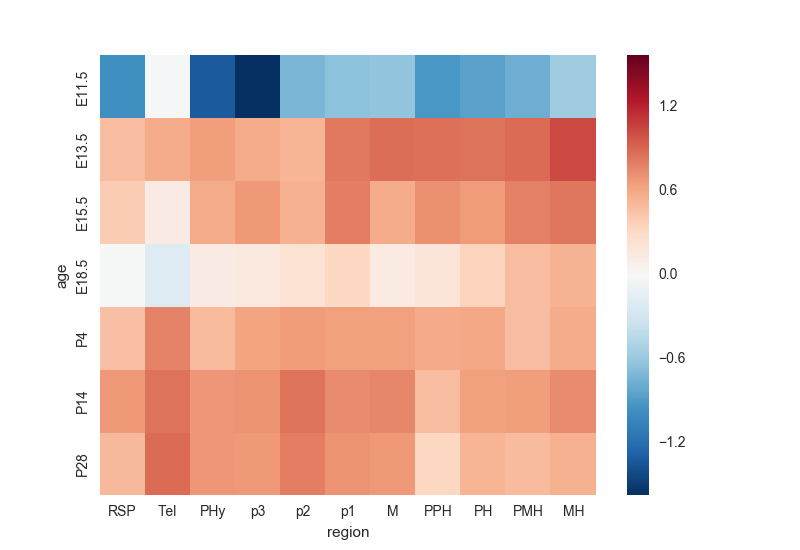 E11.5
E13.5
E15.5
E18.5
P4
P14
P28
age
RSP Tel PHy p3 p2 p1 M PPH PH PMH MH
region
1.2
0.6
0.0
−0.6
−1.2